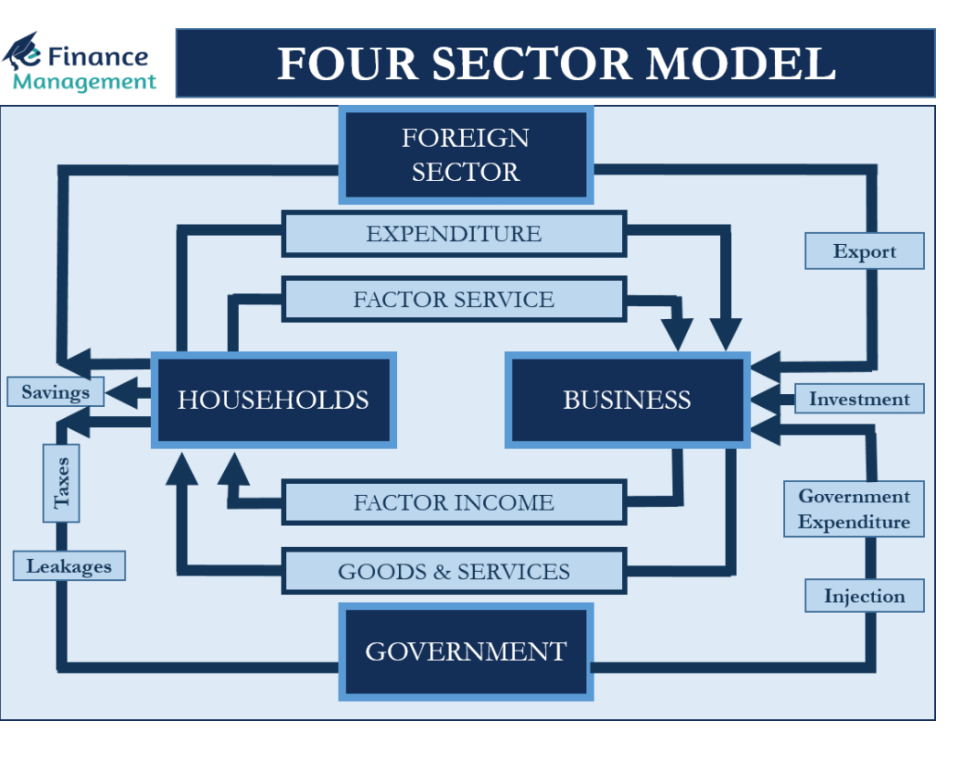 e Finance
Management
FOUR SECTOR MODEL
FOREIGN
SECTOR
EXPENDITURE
Export
FACTOR SERVICE
Savings
HOUSEHOLDS
BUSINESS
Investment
Taxes
FACTOR INCOME
Government
Expenditure
Leakages
GOODS & SERVICES
Injection
GOVERNMENT